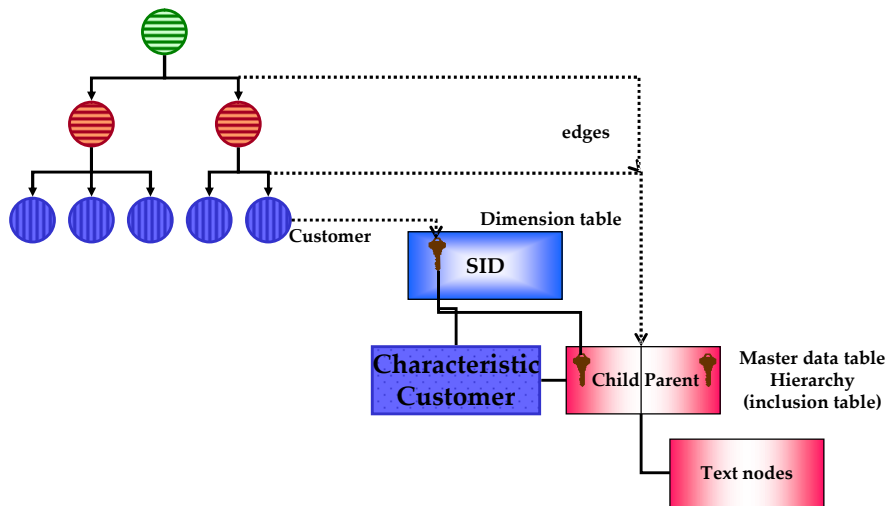 edges
Dimension table
Customer
SID
Characteristic
Customer
Child Parent
Master data table
Hierarchy
(inclusion table)
Text nodes